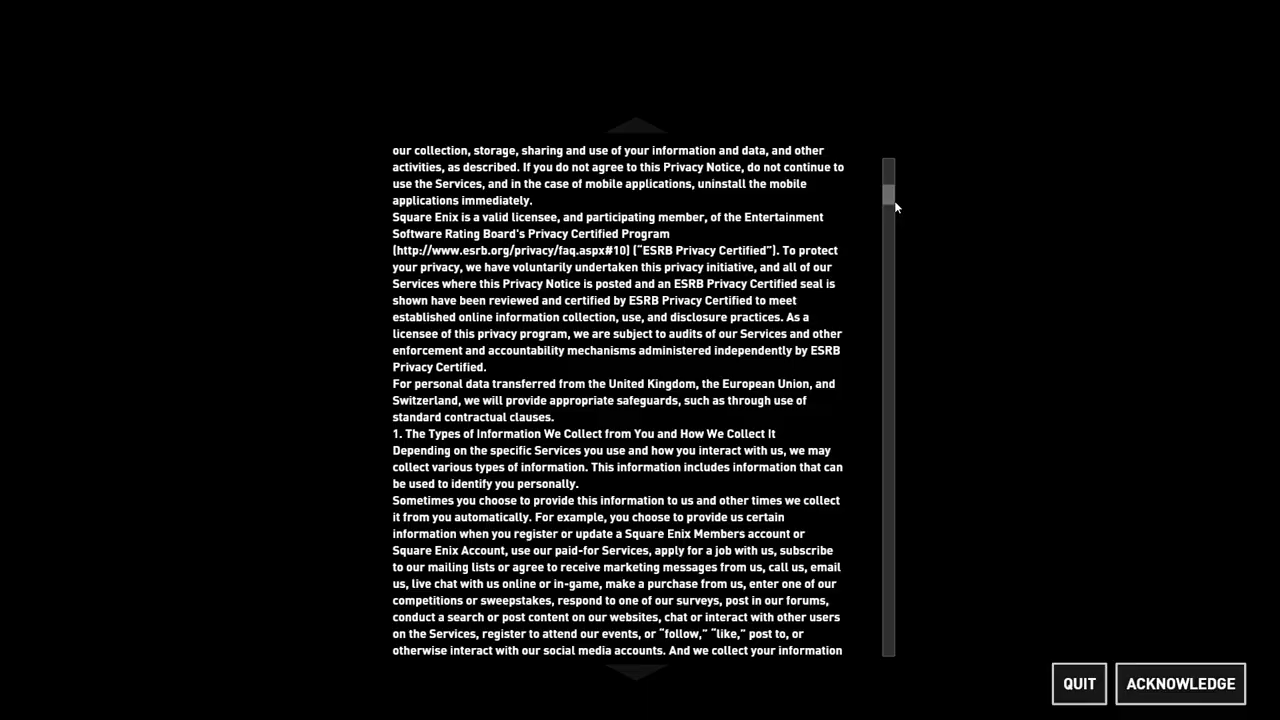 our collection, storage, sharing and use of your information and data, and other
activities, as described. If you do not agree to this Privacy Notice, do not continue to
use the Services, and in the case of mobile applications, uninstall the mobile
applications immediately.
Square Enix is a valid licensee, and participating member, of the Entertainment
Software Rating Board's Privacy Certified Program
(http://www.esrb.org/privacy/faq.aspx#10) (“ESRB Privacy Certified”). To protect
your privacy, we have voluntarily undertaken this privacy initiative, and all of our
Services where this Privacy Notice is posted and an ESRB Privacy Certified seal is
shown have been reviewed and certified by ESRB Privacy Certified to meet
established online information collection, use, and disclosure practices. As a
licensee of this privacy program, we are subject to audits of our Services and other
enforcement and accountability mechanisms administered independently by ESRB
Privacy Certified.
For personal data transferred from the United Kingdom, the European Union, and
Switzerland, we will provide appropriate safeguards, such as through use of
standard contractual clauses.
1. The Types of Information We Collect from You and How We Collect It
Depending on the specific Services you use and how you interact with us, we may
collect various types of information. This information includes information that can
be used to identify you personally.
Sometimes you choose to provide this information to us and other times we collect
it from you automatically. For example, you choose to provide us certain
information when you register or update a Square Enix Members account or
Square Enix Account, use our paid-for Services, apply for a job with us, subscribe
to our mailing lists or agree to receive marketing messages from us, call us, email
us, live chat with us online or in-game, make a purchase from us, enter one of our
competitions or sweepstakes, respond to one of our surveys, post in our forums,
conduct a search or post content on our websites, chat or interact with other users
on the Services, register to attend our events, or “follow,” “like,” post to, or
otherwise interact with our social media accounts. And we collect your information
QUIT
ACKNOWLEDGE